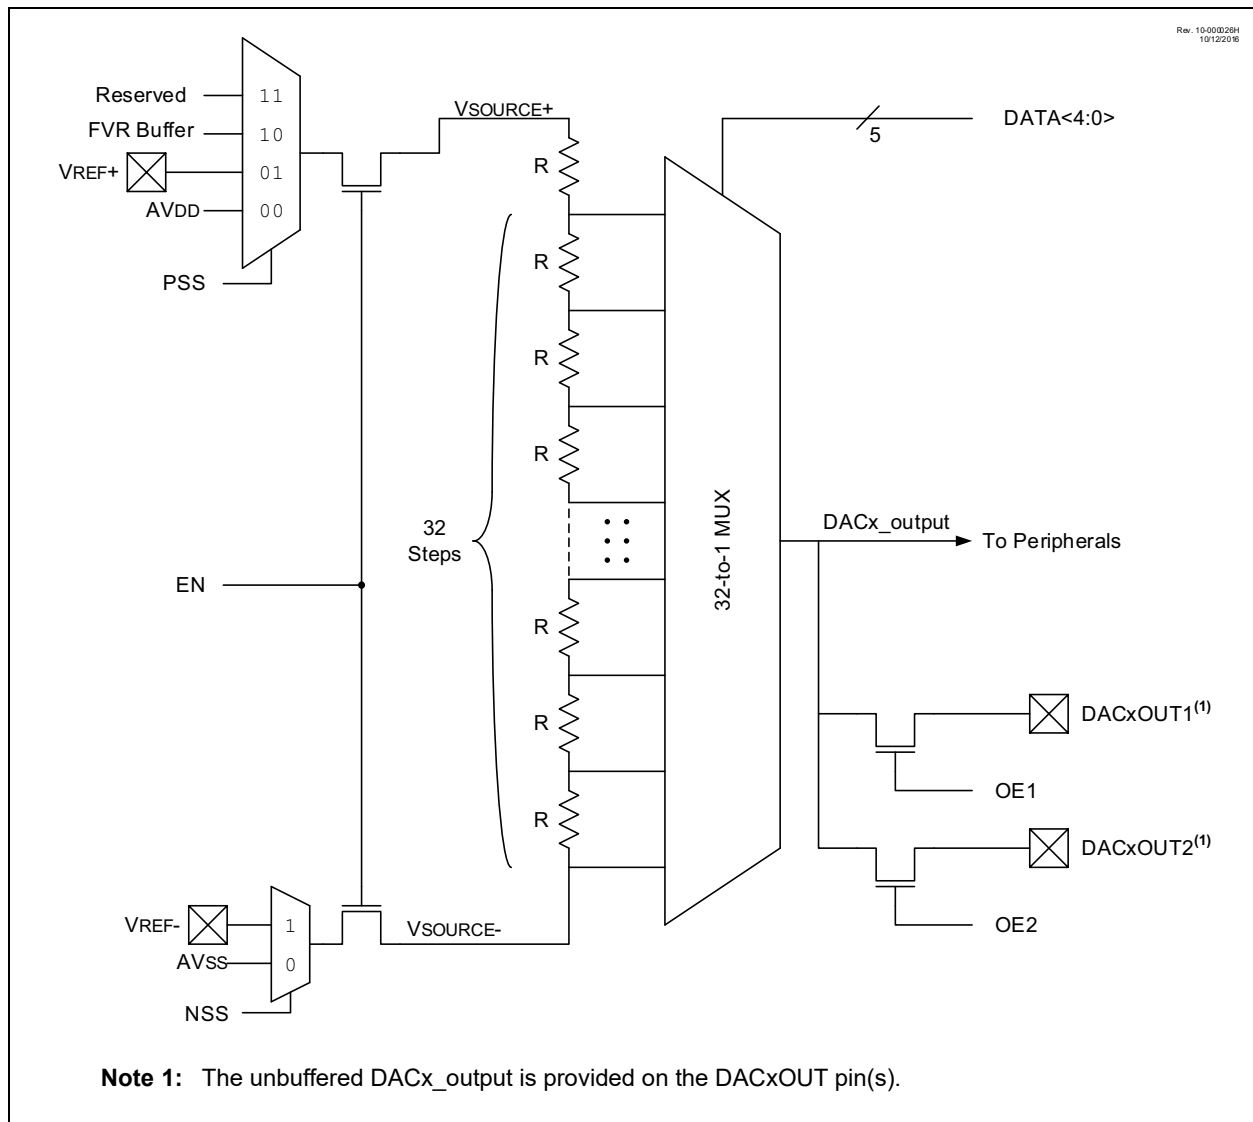 Rev. 10-000026H
10/12/2016
Reserved
11
VSOURCE+
DATA<4:0>
FVR Buffer
10
5
VREF+
01
R
AVDD
00
R
PSS
R
R
32
Steps
32-to-1 MUX
DACx_output
To Peripherals
EN
R
R
DACxOUT1(1)
OE1
R
DACxOUT2(1)
VREF-
1
VSOURCE-
OE2
AVSS
0
NSS
Note 1: The unbuffered DACx_output is provided on the DACxOUT pin(s).